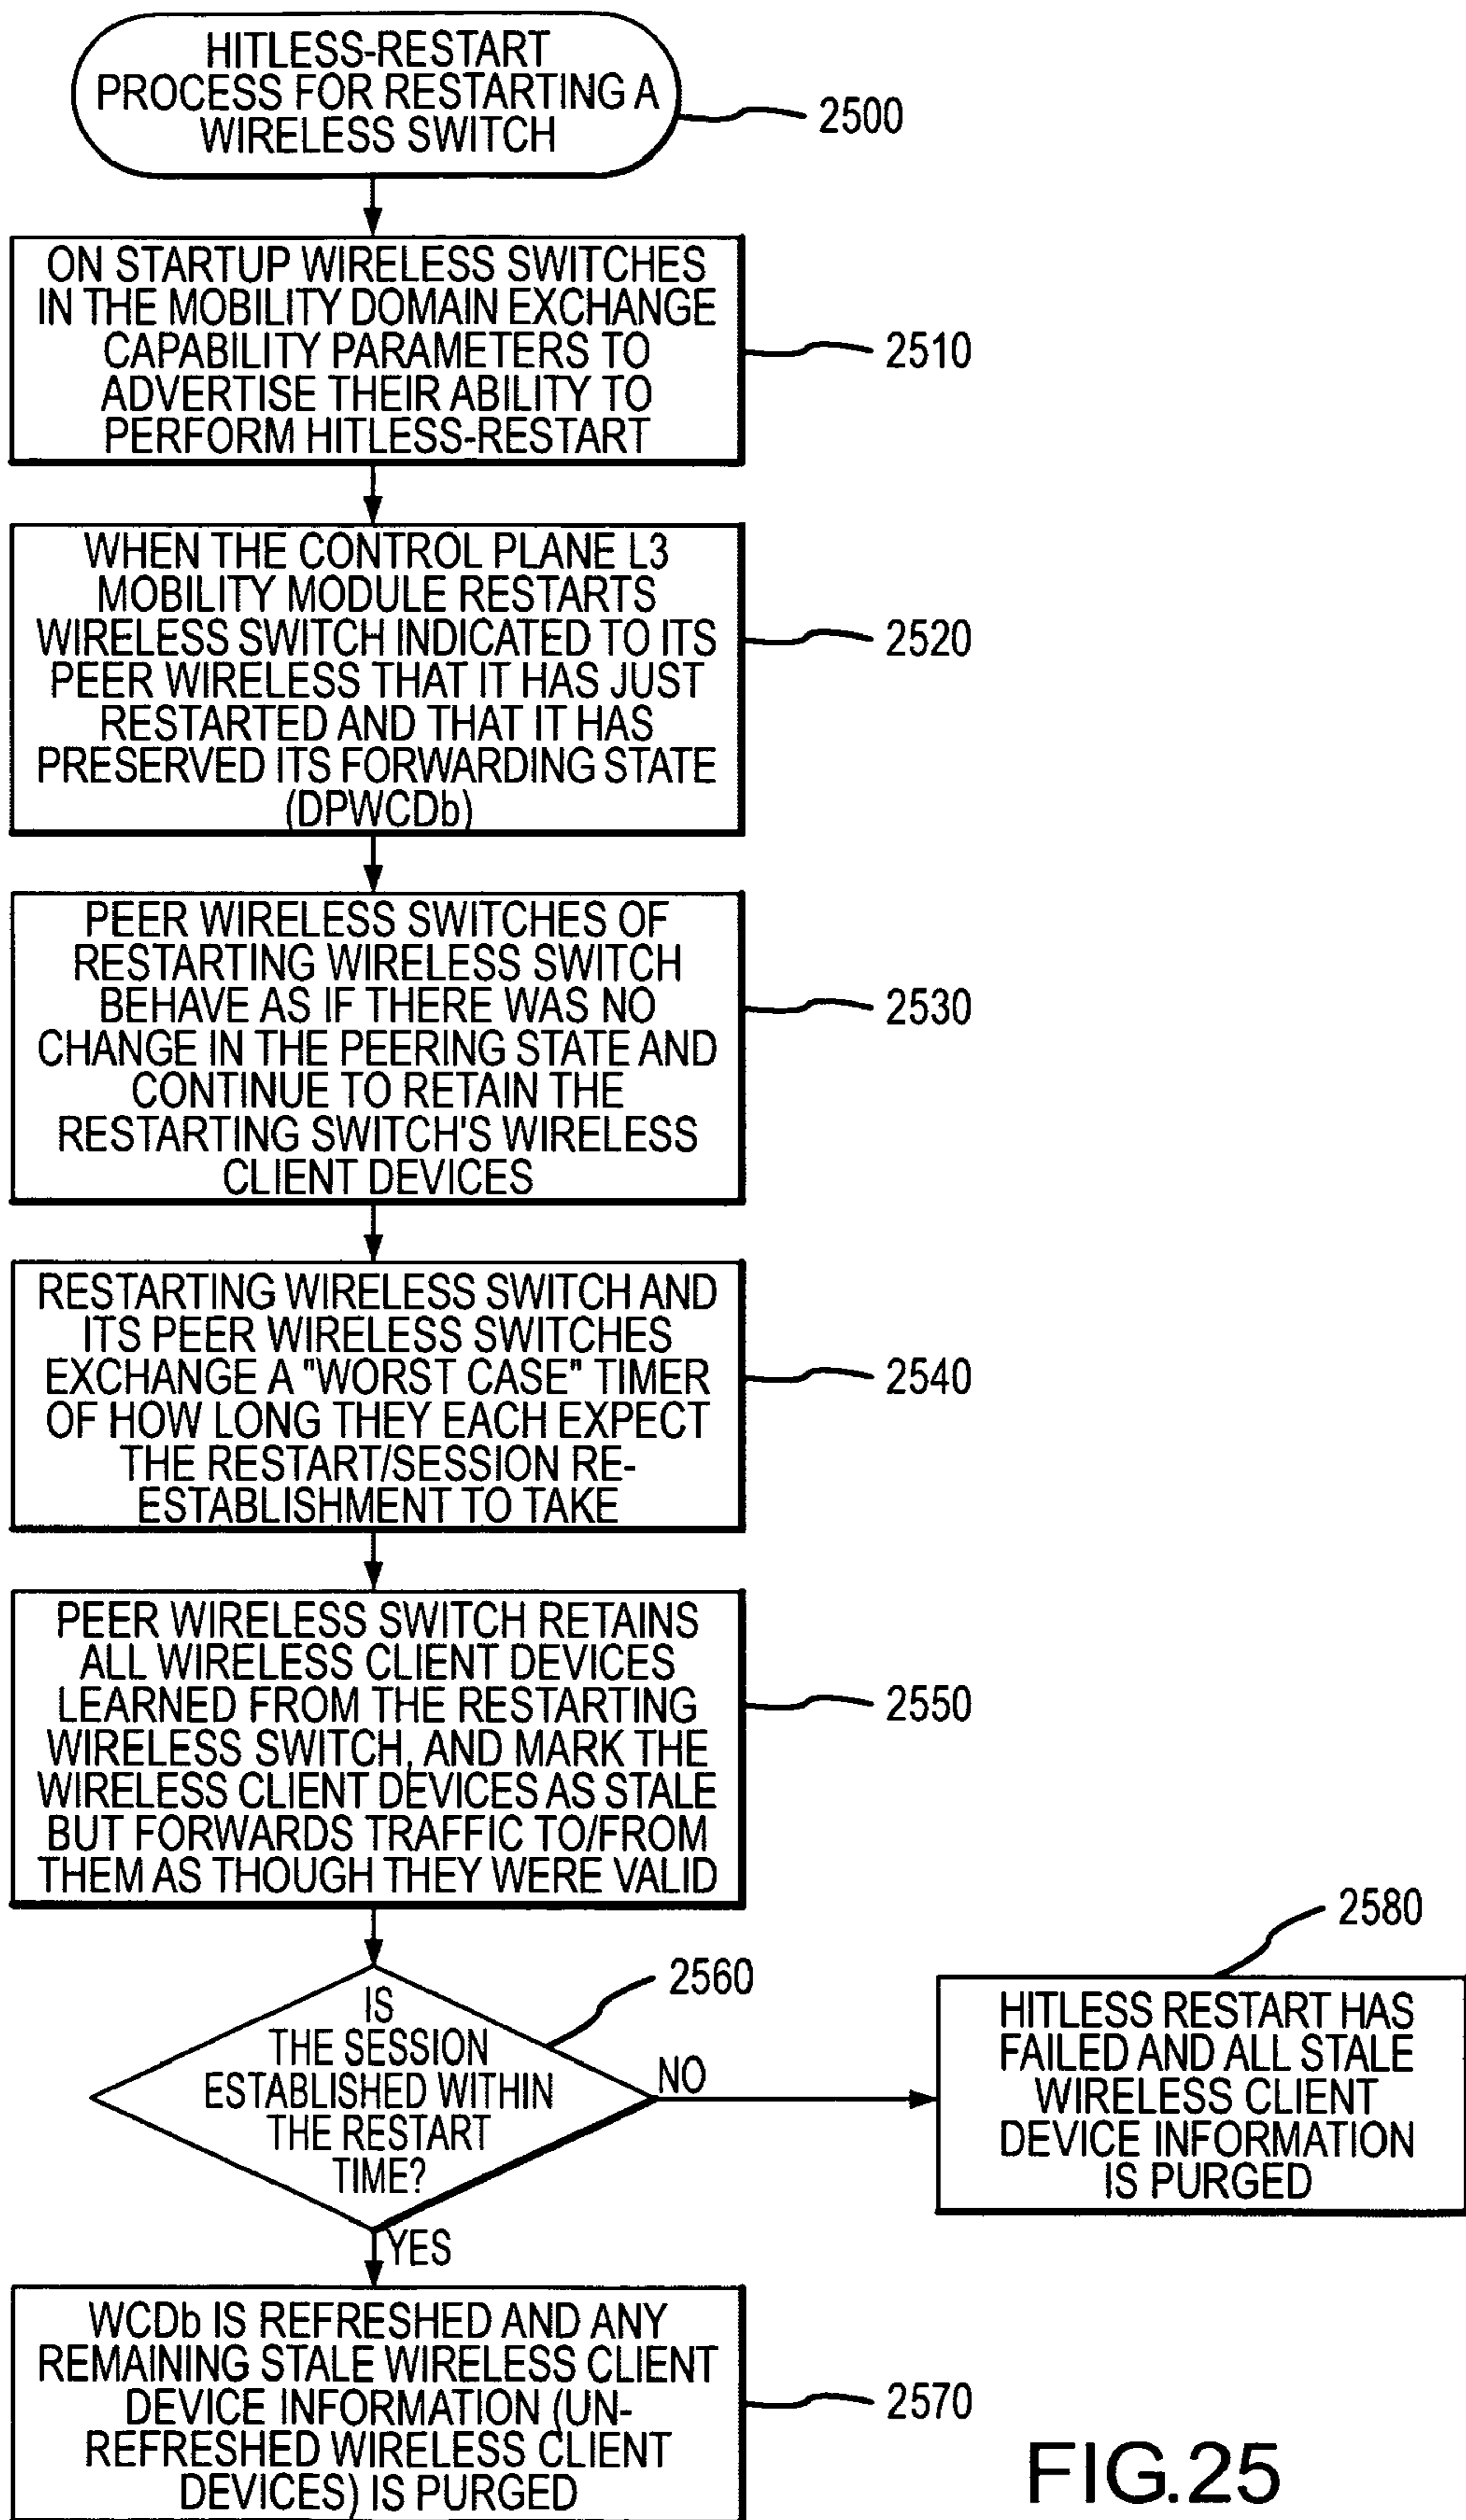 HITLESS-RESTART
PROCESS FOR RESTARTING A
WIRELESS SWITCH
2500
ON STARTUP WIRELESS SWITCHES
IN THE MOBILITY DOMAIN EXCHANGE
CAPABILITY PARAMETERS TO
ADVERTISE THEIR ABILITY TO
PERFORM HITLESS-RESTART
2510
WHEN THE CONTROL PLANE L3
MOBILITY MODULE RESTARTS
WIRELESS SWITCH INDICATED TO ITS
PEER WIRELESS THAT IT HAS JUST
RESTARTED AND THAT IT HAS
PRESERVED ITS FORWARDING STATE
(DPWCDb)
2520
PEER WIRELESS SWITCHES OF
RESTARTING WIRELESS SWITCH
BEHAVE AS IF THERE WAS NO
CHANGE IN THE PEERING STATE AND
CONTINUE TO RETAIN THE
RESTARTING SWITCH'S WIRELESS
CLIENT DEVICES
2530
RESTARTING WIRELESS SWITCH AND
ITS PEER WIRELESS SWITCHES
EXCHANGE A "WORST CASE" TIMER
OF HOW LONG THEY EACH EXPECT
THE RESTART/SESSION RE-
ESTABLISHMENT TO TAKE
2540
PEER WIRELESS SWITCH RETAINS
ALL WIRELESS CLIENT DEVICES
LEARNED FROM THE RESTARTING
WIRELESS SWITCH, AND MARK THE
WIRELESS CLIENT DEVICES AS STALE
BUT FORWARDS TRAFFIC TO/FROM
THEM AS THOUGH THEY WERE VALID
2550
IS
THE SESSION
ESTABLISHED WITHIN
THE RESTART
TIME?
2560
NO
YES
2580
HITLESS RESTART HAS
FAILED AND ALL STALE
WIRELESS CLIENT
DEVICE INFORMATION
IS PURGED
WCDb IS REFRESHED AND ANY
REMAINING STALE WIRELESS CLIENT
DEVICE INFORMATION (UN-
REFRESHED WIRELESS CLIENT
DEVICES) IS PURGED
2570
FIG.25